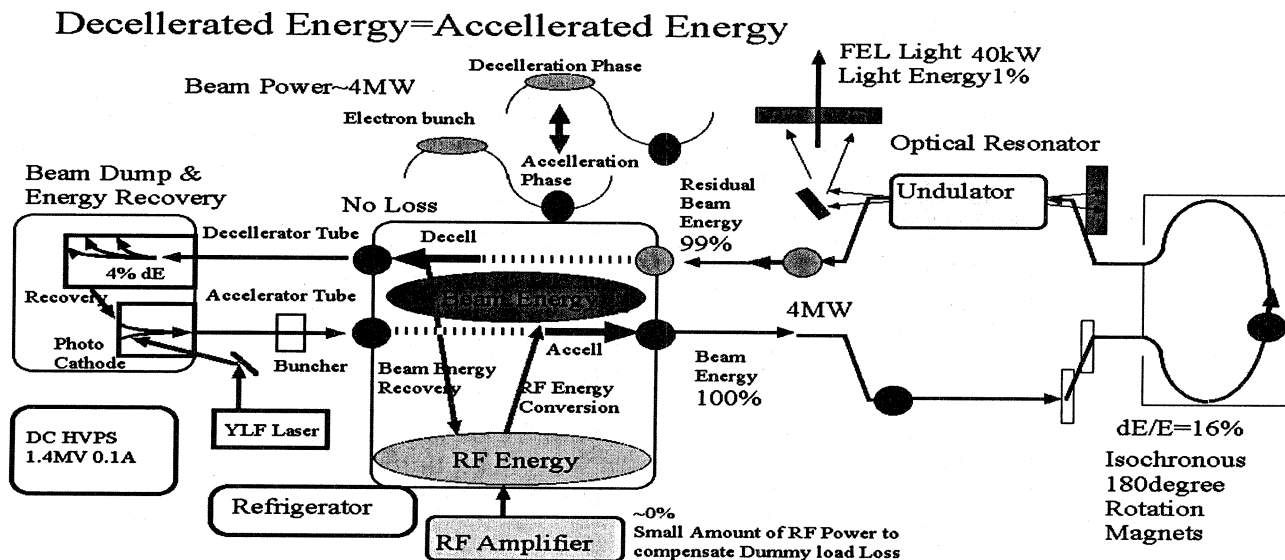 Decellerated Energy=Accellerated Energy
Beam Power~4MW
Decelleration Phase
Electron bunch
Accelleration
Phase
FEL Light 40kW
Light Energy1%
Optical Resonator
Undulator
Beam Dump &
Energy Recovery
No Loss
Residual
Beam
Energy
99%
Decellerator Tube
Decell
4% dE
Recovery
Accelerator Tube
Beam Energy
4MW
Photo
Cathode
Buncher
Accell
Beam Energy
Recovery
RF Energy
Conversion
Beam
Energy
100%
YLF Laser
DC HVPS
1.4MV 0.1A
RF Energy
Refrigerator
RF Amplifier
~0%
Small Amount of RF Power to
compensate Dummy load Loss
dE/E=16%
Isochronous
180degree
Rotation
Magnets